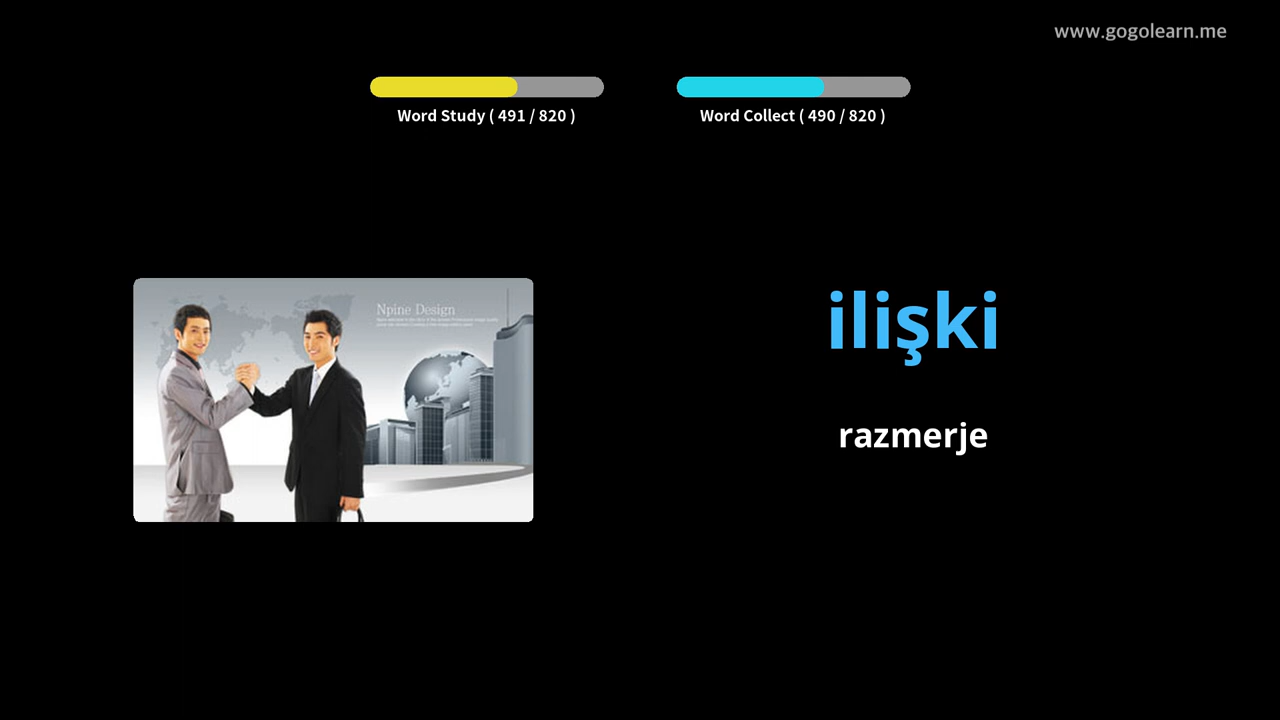 www.gogolearn.me
Word Study ( 491 / 820 )
Word Collect ( 490 / 820 )
Npine Design
ilişki
razmerje